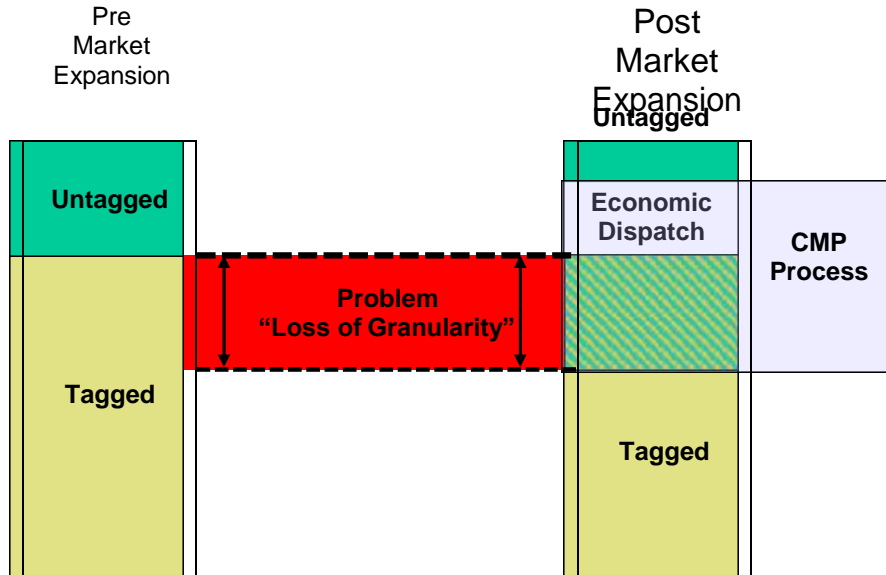 Pre
Market
Expansion
Post
Market
Expansion
Untagged
Untagged
Economic
Dispatch
CMP
Process
Problem
“Loss of Granularity”
Tagged
Tagged